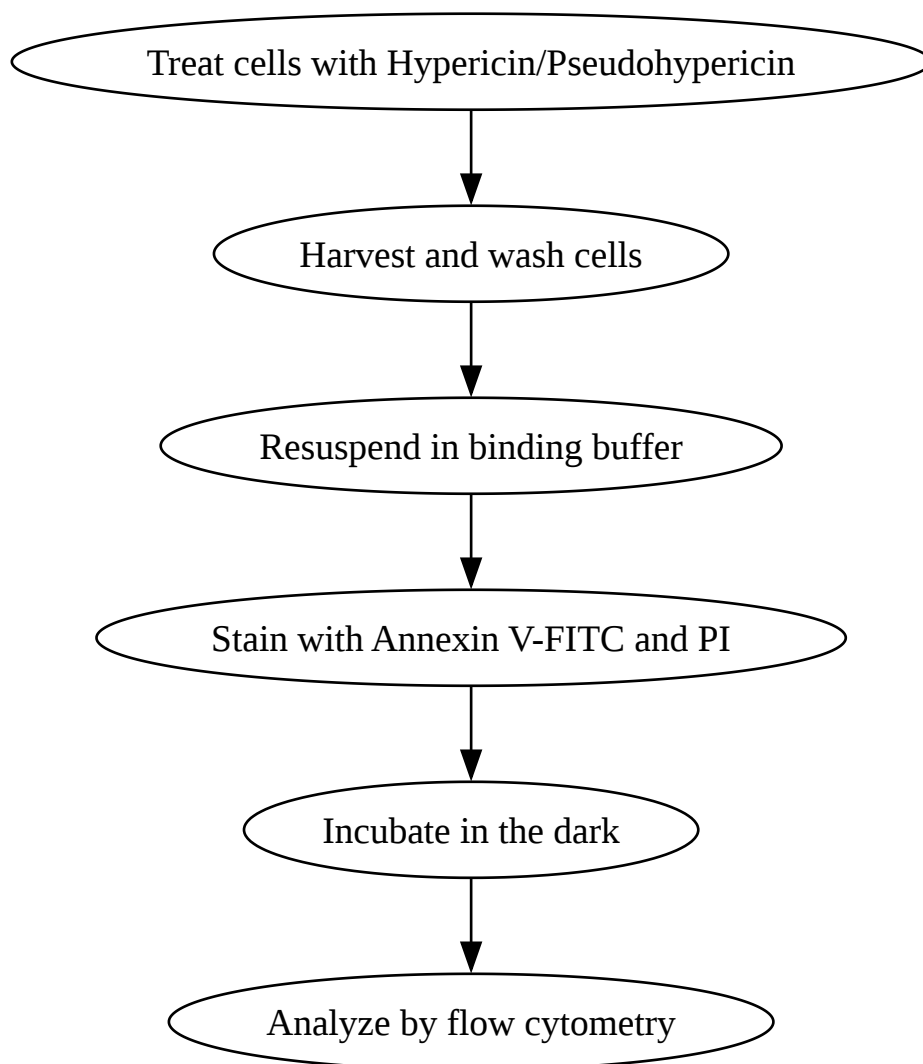 Treat cells with Hypericin/Pseudohypericin
Harvest and wash cells
Resuspend in binding buffer
Stain with Annexin V-FITC and PI
Incubate in the dark
Analyze by flow cytometry